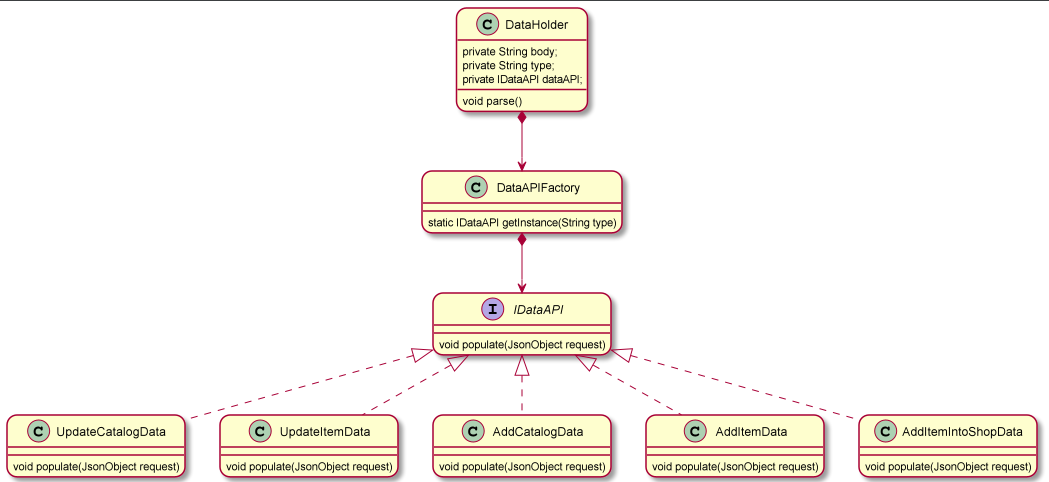 C DataHolder
private String body;
private String type;
private IDataAPI dataAPI;
void parse()
C DataAPIFactory
static IDataAPI getInstance(String type)
I IDataAPI
void populate(JsonObject request)
C UpdateCatalogData
void populate(JsonObject request)
C UpdateItemData
void populate(JsonObject request)
C AddCatalogData
void populate(JsonObject request)
C AddItemData
void populate(JsonObject request)
C AddItemIntoShopData
void populate(JsonObject request)